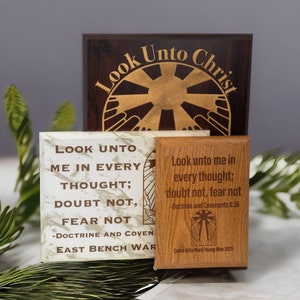 Look Unto Christ
Look unto
me in every
thought;
doubt not,
fear not
-Doctrine and Coven
East Bench War
Look unto me in
every thought;
doubt not, fear not
-Doctrine and Covenants 6:36